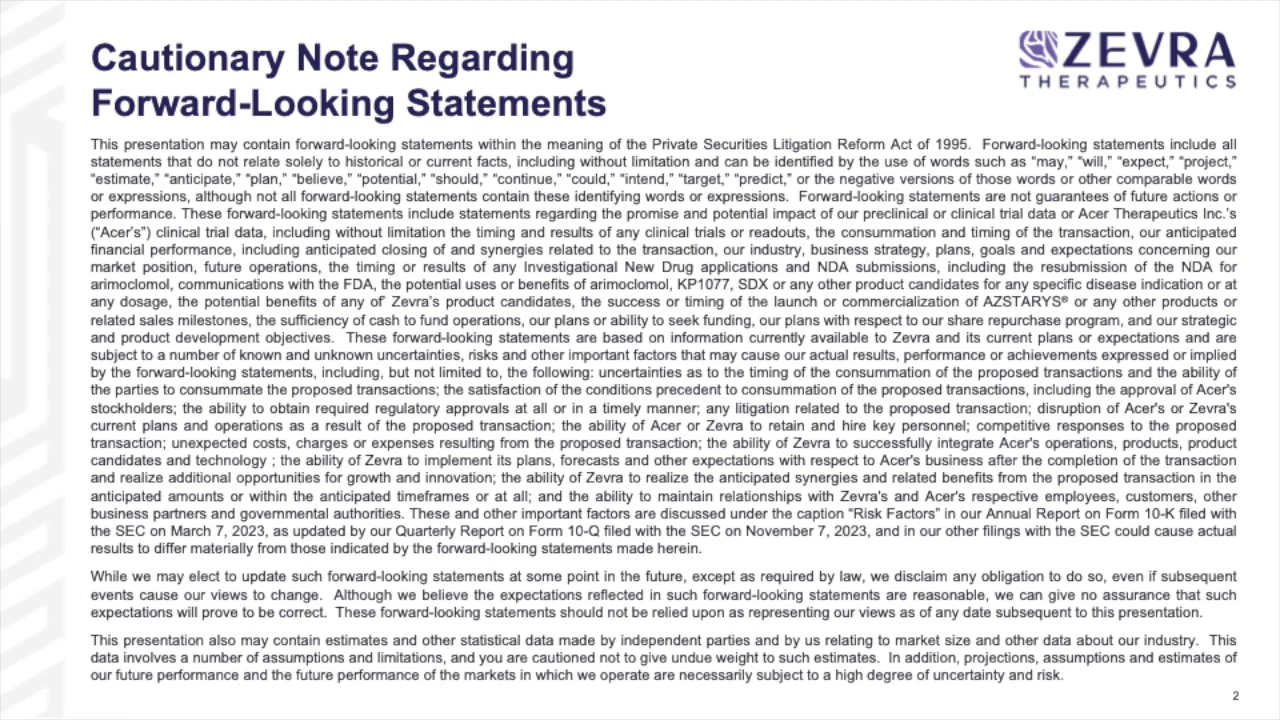 Cautionary Note Regarding
Forward-Looking Statements
ZEVRA
THERAPEUTICS
This presentation may contain forward-looking statements within the meaning of the Private Securities Litigation Reform Act of 1995.  Forward-looking statements include all
statements that do not relate solely to historical or current facts, including without limitation and can be identified by the use of words such as “may,” “will,” “expect,” “project,”
“estimate,” “anticipate,” “plan,” “believe,” “potential,” “should,” “continue,” “could,” “intend,” “target,” “predict,” or the negative versions of those words or other comparable words
or expressions, although not all forward-looking statements contain these identifying words or expressions.  Forward-looking statements are not guarantees of future actions or
performance. These forward-looking statements include statements regarding the promise and potential impact of our preclinical or clinical trial data or Acer Therapeutics Inc.’s
(“Acer’s”) clinical trial data, including without limitation the timing and results of any clinical trials or readouts, the consummation and timing of the transaction, our anticipated
financial performance, including anticipated closing of and synergies related to the transaction, our industry, business strategy, plans, goals and expectations concerning our
market position, future operations, the timing or results of any Investigational New Drug applications and NDA submissions, including the resubmission of the NDA for
arimoclomol, communications with the FDA, the potential uses or benefits of arimoclomol, KP1077, SDX or any other product candidates for any specific disease indication or at
any dosage, the potential benefits of any of’ Zevra’s product candidates, the success or timing of the launch or commercialization of AZSTARYS® or any other products or
related sales milestones, the sufficiency of cash to fund operations, our plans or ability to seek funding, our plans with respect to our share repurchase program, and our strategic
and product development objectives.  These forward-looking statements are based on information currently available to Zevra and its current plans or expectations and are
subject to a number of known and unknown uncertainties, risks and other important factors that may cause our actual results, performance or achievements expressed or implied
by the forward-looking statements, including, but not limited to, the following: uncertainties as to the timing of the consummation of the proposed transactions and the ability of
the parties to consummate the proposed transactions; the satisfaction of the conditions precedent to consummation of the proposed transactions, including the approval of Acer's
stockholders; the ability to obtain required regulatory approvals at all or in a timely manner; any litigation related to the proposed transaction; disruption of Acer's or Zevra's
current plans and operations as a result of the proposed transaction; the ability of Acer or Zevra to retain and hire key personnel; competitive responses to the proposed
transaction; unexpected costs, charges or expenses resulting from the proposed transaction; the ability of Zevra to successfully integrate Acer's operations, products, product
candidates and technology ; the ability of Zevra to implement its plans, forecasts and other expectations with respect to Acer's business after the completion of the transaction
and realize additional opportunities for growth and innovation; the ability of Zevra to realize the anticipated synergies and related benefits from the proposed transaction in the
anticipated amounts or within the anticipated timeframes or at all; and the ability to maintain relationships with Zevra's and Acer's respective employees, customers, other
business partners and governmental authorities. These and other important factors are discussed under the caption “Risk Factors” in our Annual Report on Form 10-K filed with
the SEC on March 7, 2023, as updated by our Quarterly Report on Form 10-Q filed with the SEC on November 7, 2023, and in our other filings with the SEC could cause actual
results to differ materially from those indicated by the forward-looking statements made herein.
While we may elect to update such forward-looking statements at some point in the future, except as required by law, we disclaim any obligation to do so, even if subsequent
events cause our views to change.  Although we believe the expectations reflected in such forward-looking statements are reasonable, we can give no assurance that such
expectations will prove to be correct.  These forward-looking statements should not be relied upon as representing our views as of any date subsequent to this presentation.
This presentation also may contain estimates and other statistical data made by independent parties and by us relating to market size and other data about our industry.  This
data involves a number of assumptions and limitations, and you are cautioned not to give undue weight to such estimates.  In addition, projections, assumptions and estimates of
our future performance and the future performance of the markets in which we operate are necessarily subject to a high degree of uncertainty and risk.
2